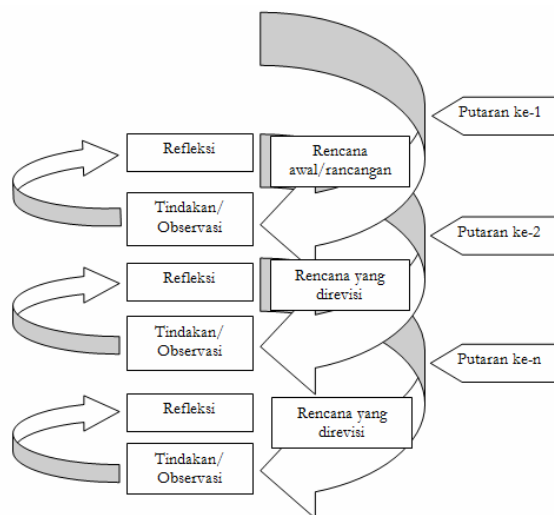 Putaran ke-1
Refleksi
Rencana
awal/rancangan
Tindakan/
Observasi
Putaran ke-2
Refleksi
Rencana yang
direvisi
Tindakan/
Observasi
Putaran ke-n
Refleksi
Rencana yang
direvisi
Tindakan/
Observasi